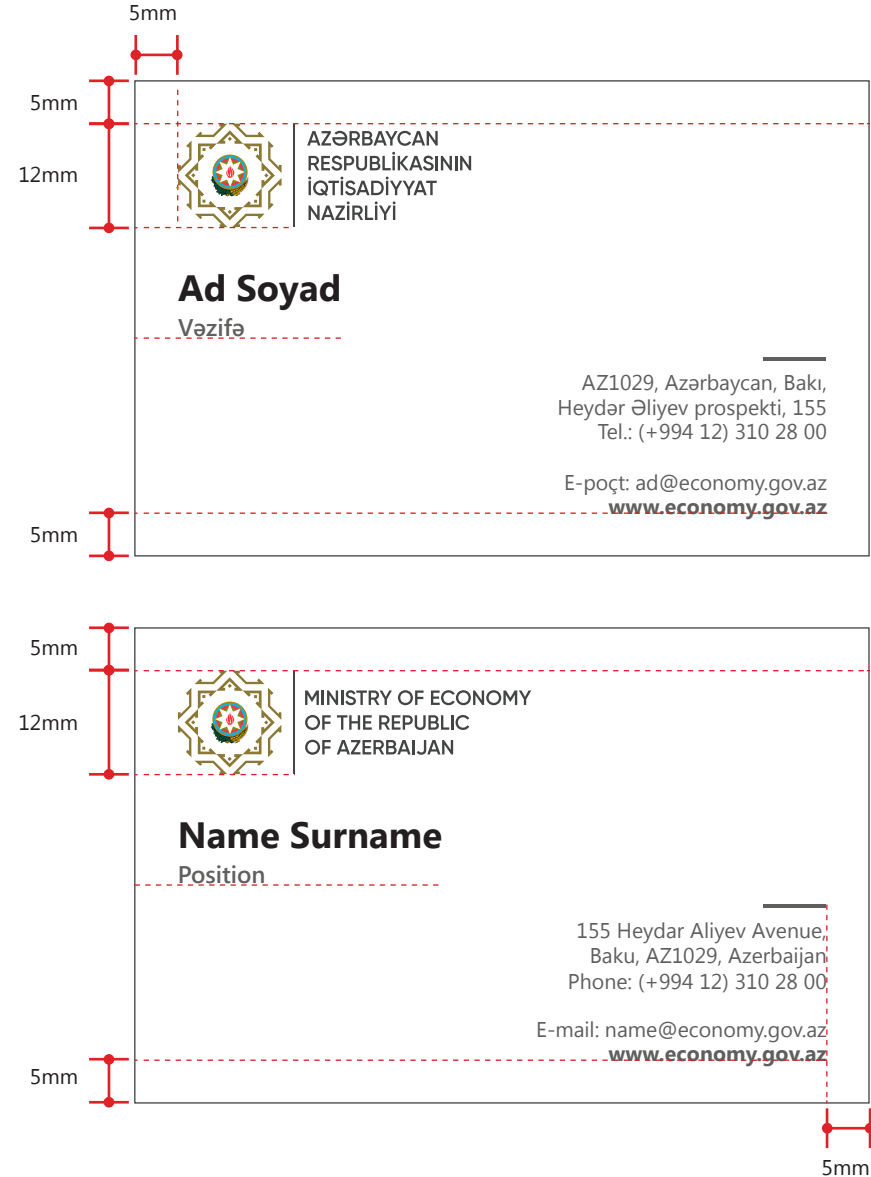 5mm
5mm
12mm
AZƏRBAYCAN
RESPUBLİKASININ
İQTİSADİYYAT
NAZİRLİYİ
Ad Soyad
Vəzifə
AZ1029, Azərbaycan, Bakı,
Heydər Əliyev prospekti, 155
Tel.: (+994 12) 310 28 00
E-poçt: ad@economy.gov.az
www.economy.gov.az
5mm
5mm
12mm
MINISTRY OF ECONOMY
OF THE REPUBLIC
OF AZERBAIJAN
Name Surname
Position
155 Heydar Aliyev Avenue,
Baku, AZ1029, Azerbaijan
Phone: (+994 12) 310 28 00
E-mail: name@economy.gov.az
www.economy.gov.az
5mm
5mm